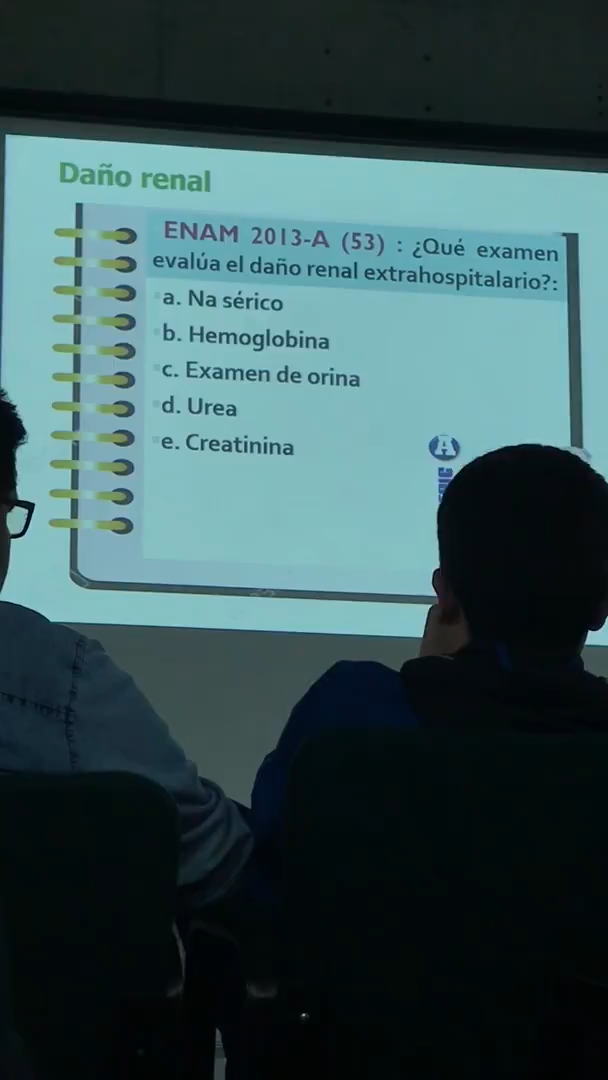 Daño renal
ENAM 2013-A (53) : ¿Qué examen
evalúa el daño renal extrahospitalario?:
a. Na sérico
b. Hemoglobina
c. Examen de orina
d. Urea
e. Creatinina
A